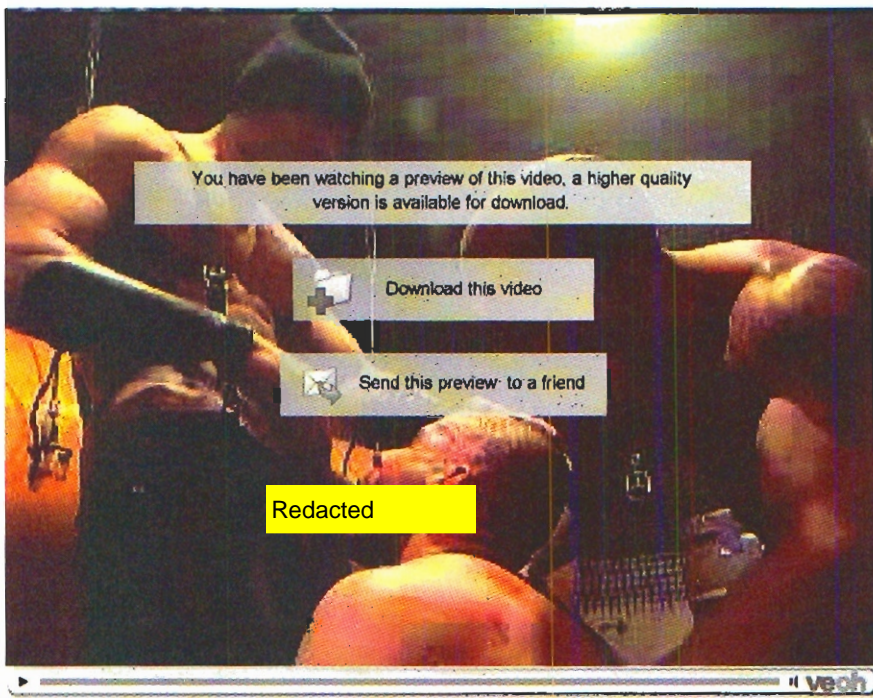 You have been watching a preview of this video, a higher quality
version is available for download.
Download this video
Send this preview to a friend
Redacted
veoh